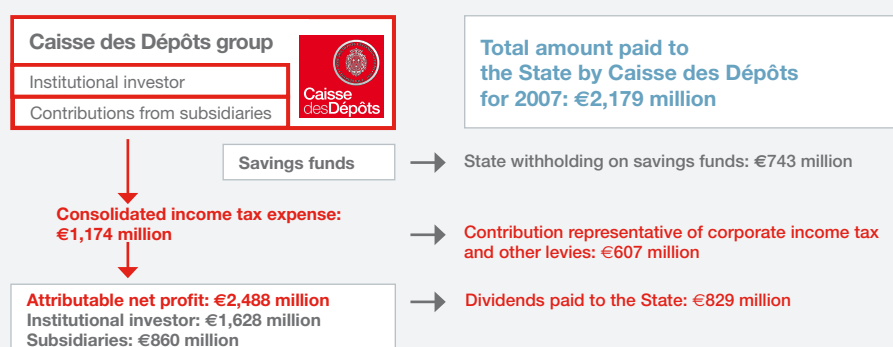 Caisse des Dépôts group
Institutional investor
Contributions from subsidiaries
Caisse
desDépôts
Total amount paid to
the State by Caisse des Dépôts
for 2007: €2,179 million
Savings funds
State withholding on savings funds: €743 million
Consolidated income tax expense:
€1,174 million
Contribution representative of corporate income tax
and other levies: €607 million
Attributable net profit: €2,488 million
Institutional investor: €1,628 million
Subsidiaries: €860 million
Dividends paid to the State: €829 million